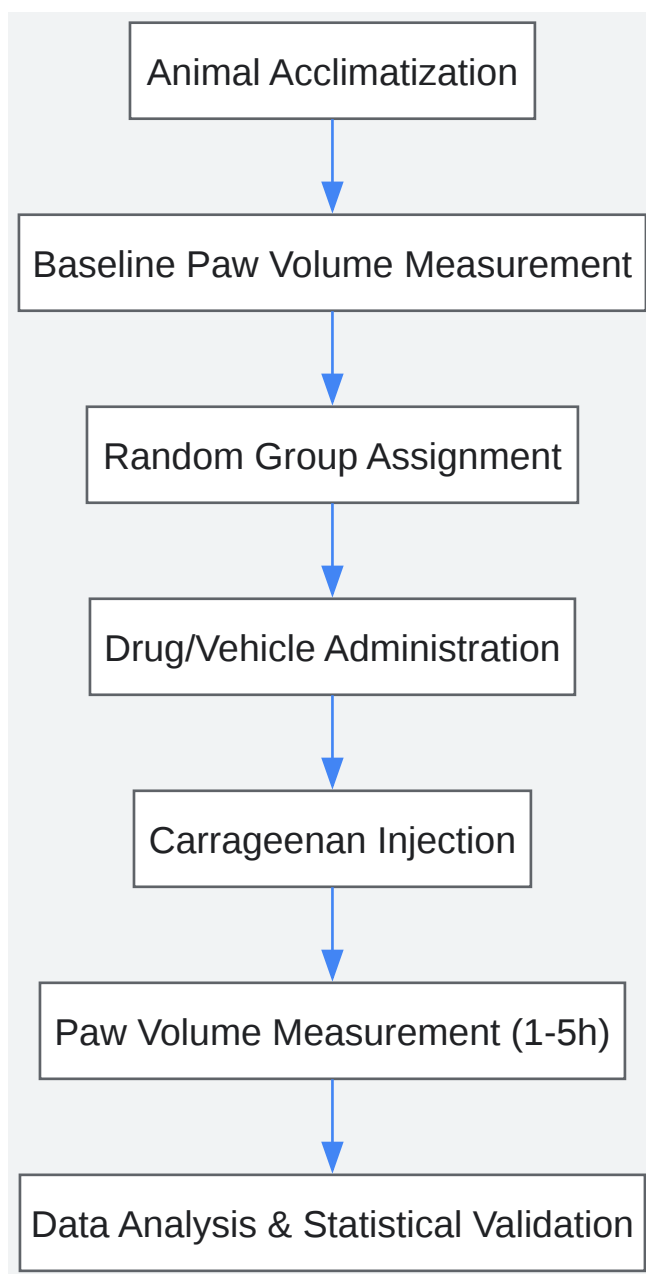 Animal Acclimatization
Baseline Paw Volume Measurement
Random Group Assignment
Drug/Vehicle Administration
Carrageenan Injection
Paw Volume Measurement (1-5h)
Data Analysis & Statistical Validation